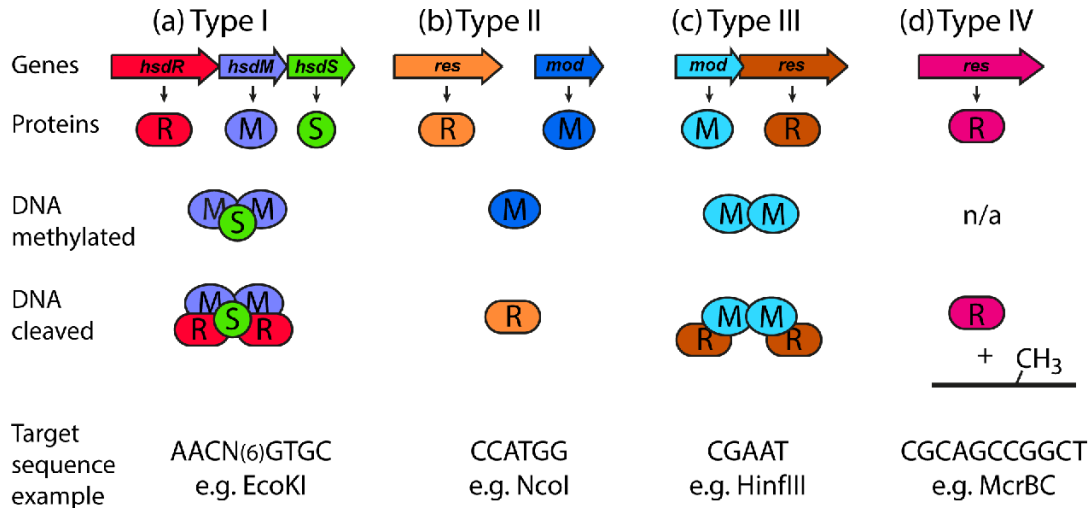 (a) Type I (b) Type II (c) Type III (d) Type IV
Genes hsdR hsdM hsdS res mod mod res res
Proteins R M S R M M R R
DNA
methylated M M S M M M n/a
DNA
cleaved M M R S R R M M R R R
+ CH3
Target
sequence
example
AACN(6)GTGC CCATGG CGAAT CGCAGCCGGCT
e.g. EcoKI e.g. NcoI e.g. HinfIII e.g. McrBC